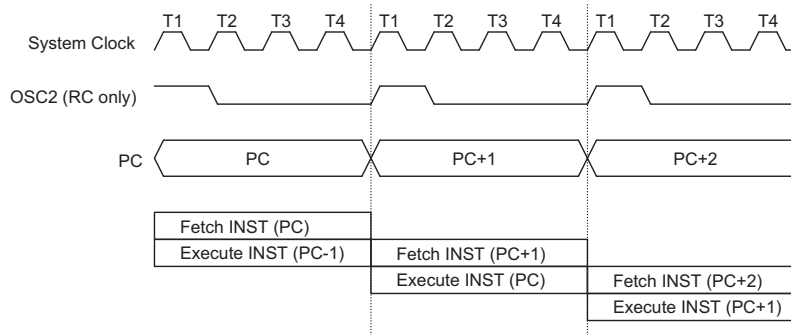 T1 T2 T3 T4 T1 T2 T3 T4 T1 T2 T3 T4
System Clock
OSC2 (RC only)
PC PC PC+1 PC+2
Fetch INST (PC)
Execute INST (PC-1) Fetch INST (PC+1)
Execute INST (PC) Fetch INST (PC+2)
Execute INST (PC+1)